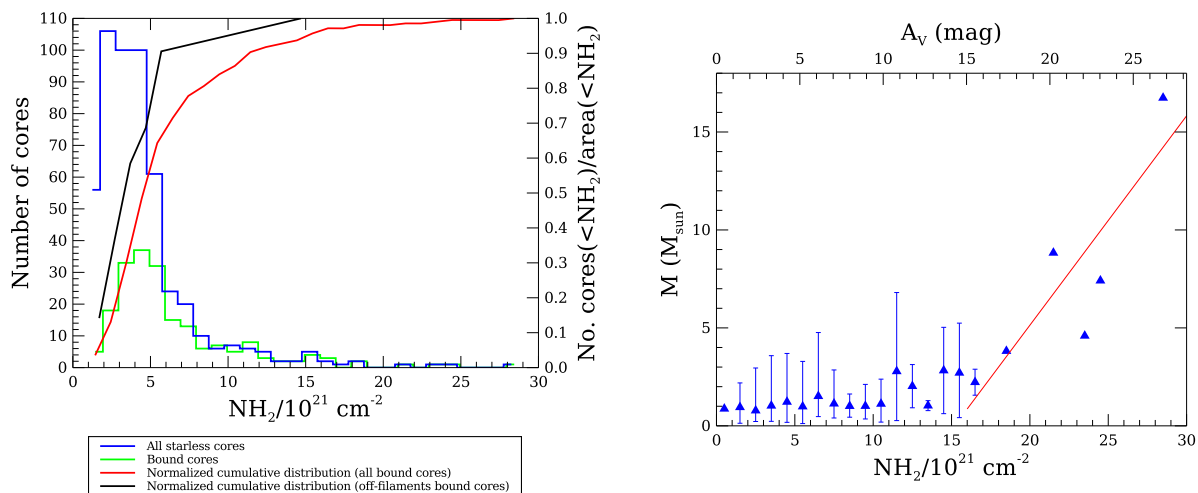 110
100
90
80
70
60
50
40
30
20
10
0
Number of cores
0 5 10 15 20 25 30
NH2/10^21 cm^-2
1.0
0.9
0.8
0.7
0.6
0.5
0.4
0.3
0.2
0.1
0.0
No. cores(<NH2)/area(<NH2)
All starless cores
Bound cores
Normalized cumulative distribution (all bound cores)
Normalized cumulative distribution (off-filaments bound cores)
AV (mag)
0 5 10 15 20 25
15
10
5
0
M (Msun)
0 5 10 15 20 25 30
NH2/10^21 cm^-2